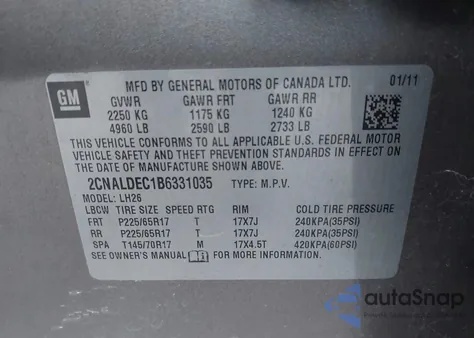 GM
MFD BY GENERAL MOTORS OF CANADA LTD. 01/11
GVWR GAWR FRT GAWR RR
2250 KG 1175 KG 1240 KG
4960 LB 2590 LB 2733 LB
THIS VEHICLE CONFORMS TO ALL APPLICABLE U.S. FEDERAL MOTOR
VEHICLE SAFETY AND THEFT PREVENTION STANDARDS IN EFFECT ON
THE DATE OF MANUFACTURE SHOWN ABOVE.
2CNALDEC1B6331035 TYPE: M.P.V.
MODEL: LH26
LBCW TIRE SIZE SPEED RTG RIM COLD TIRE PRESSURE
FRT P225/65R17 T 17X7J 240KPA(35PSI)
RR P225/65R17 T 17X7J 240KPA(35PSI)
SPA T145/70R17 M 17X4.5T 420KPA(60PSI)
SEE OWNER'S MANUAL FOR MORE INFORMATION.
autoSnap